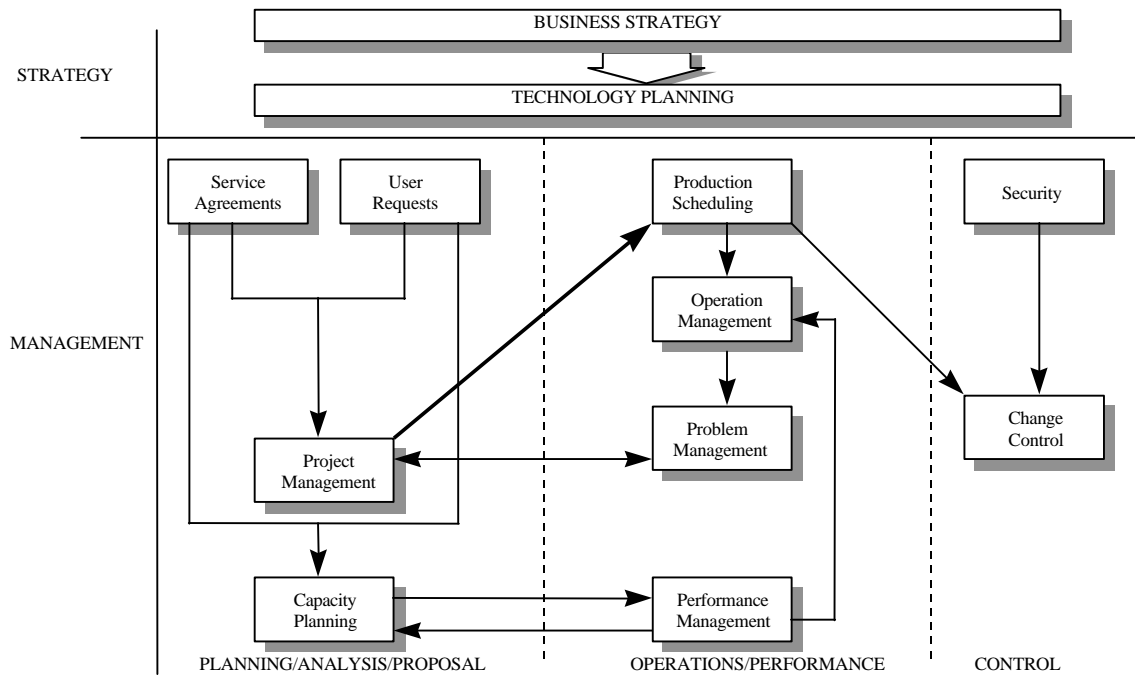 BUSINESS STRATEGY
STRATEGY
TECHNOLOGY PLANNING
Service
Agreements
User
Requests
Production
Scheduling
Security
Operation
Management
MANAGEMENT
Change
Control
Problem
Management
Project
Management
Capacity
Planning
Performance
Management
PLANNING/ANALYSIS/PROPOSAL
OPERATIONS/PERFORMANCE
CONTROL